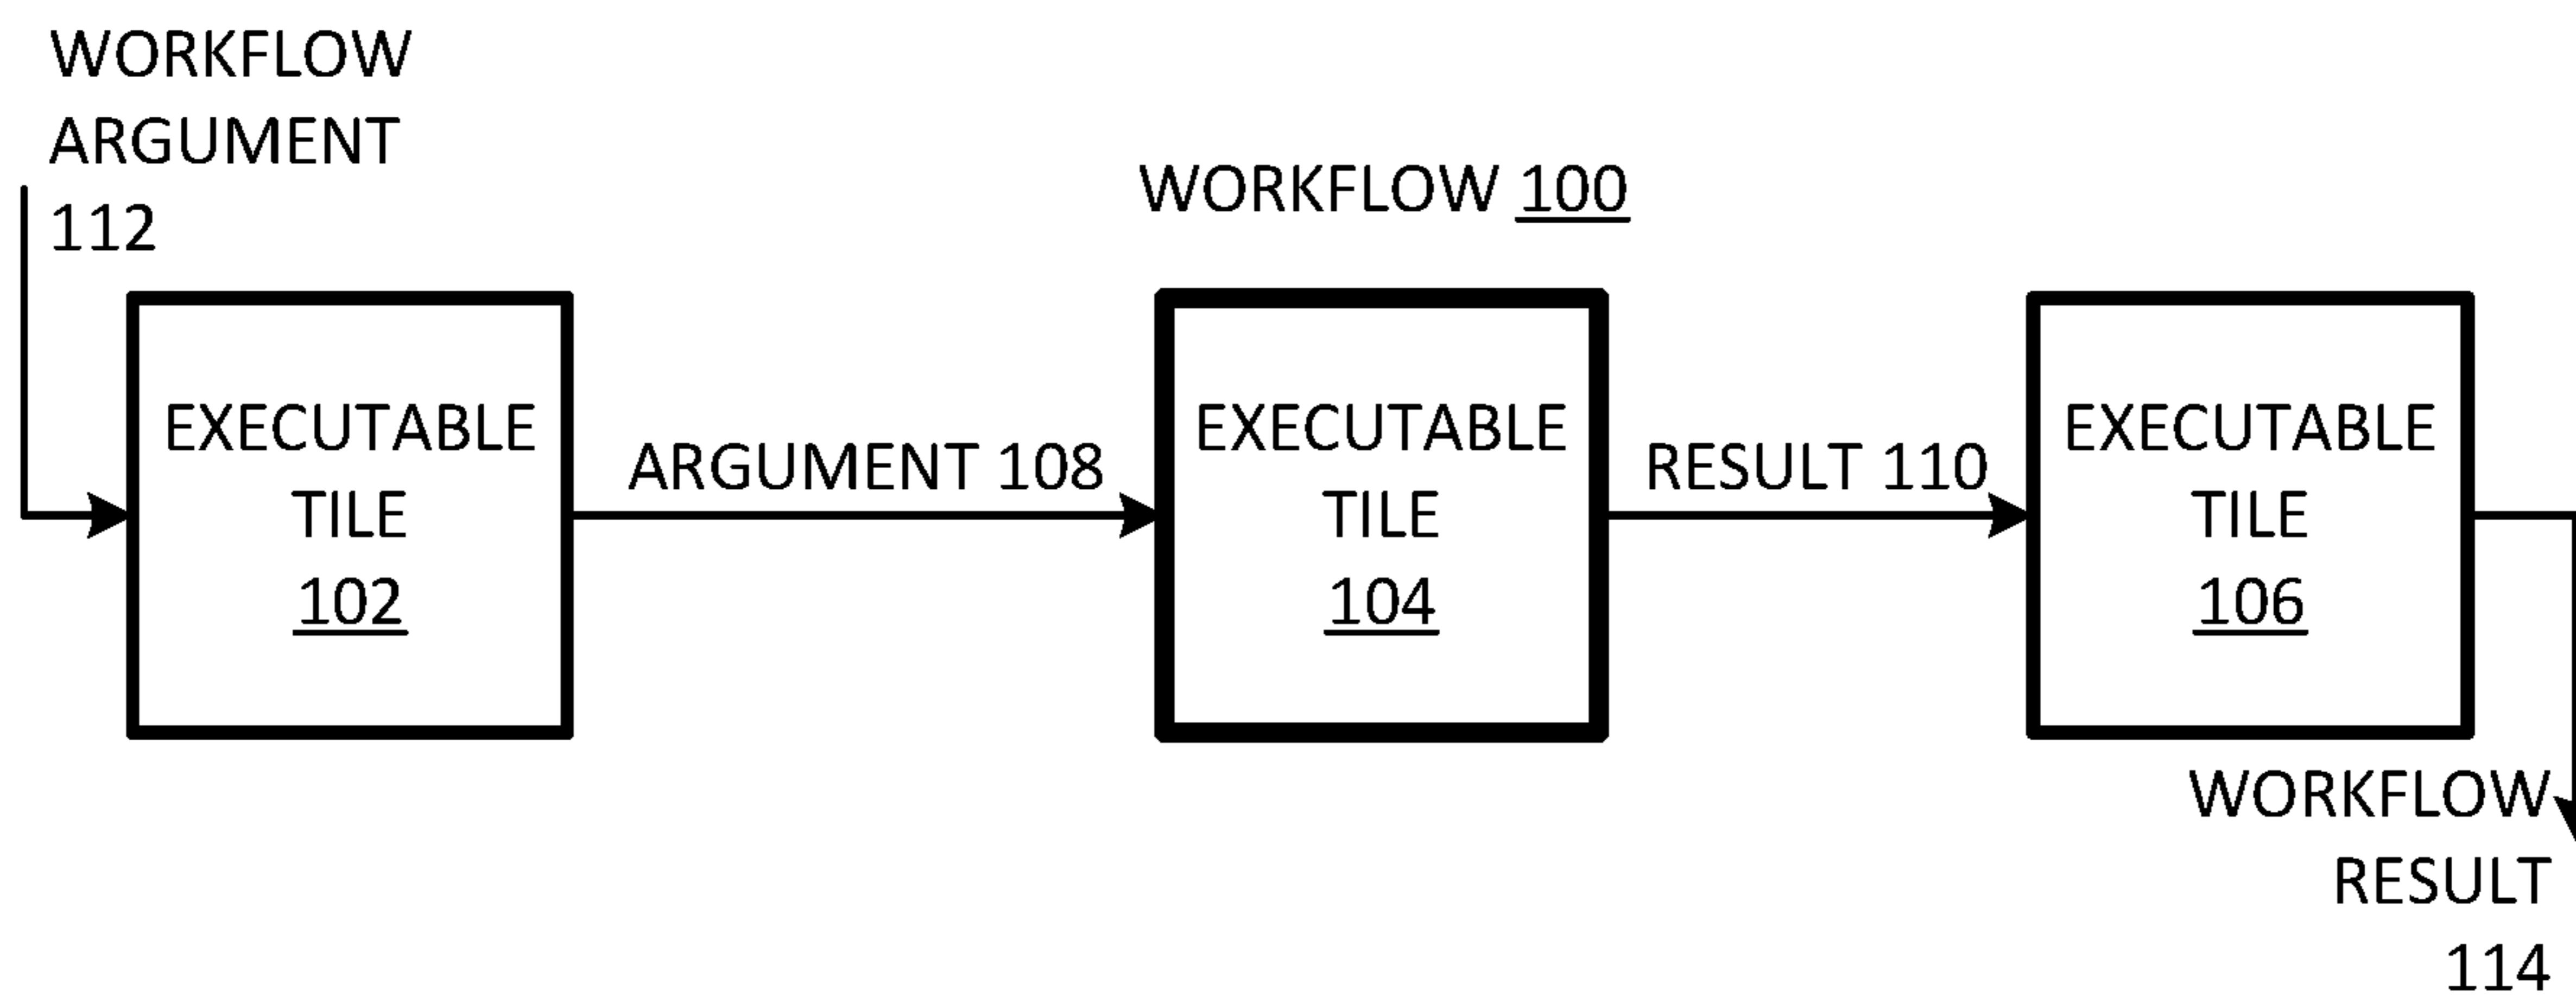 WORKFLOW
ARGUMENT
112
WORKFLOW 100
EXECUTABLE
TILE
102
ARGUMENT 108
EXECUTABLE
TILE
104
RESULT 110
EXECUTABLE
TILE
106
WORKFLOW
RESULT
114